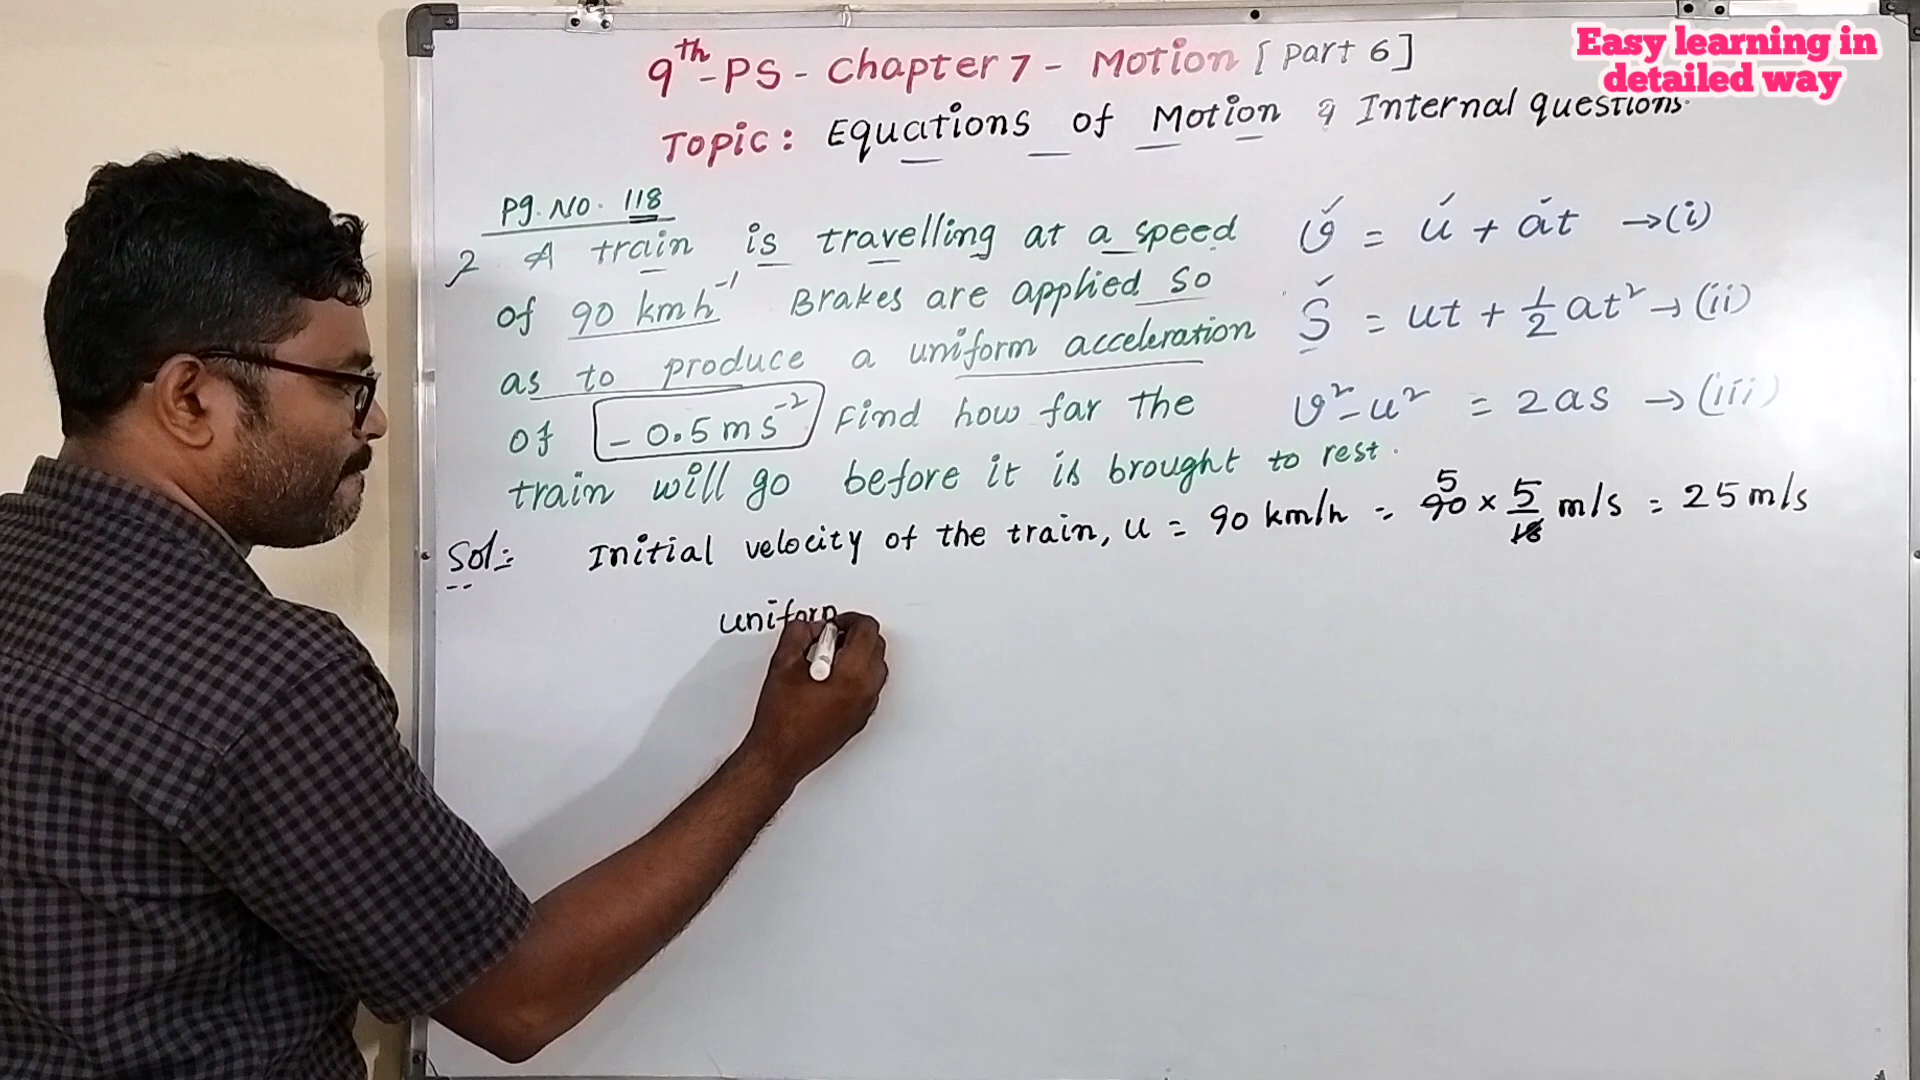 Easy learning in
detailed way
9th-PS - Chapter 7 - Motion [Part 6]
Topic: Equations of Motion & Internal questions.
Pg. No. 118
2 A train is travelling at a speed
of 90 kmh⁻¹ Brakes are applied so
as to produce a uniform acceleration
of -0.5 ms⁻² Find how far the
train will go before it is brought to rest.
v = u + at → (i)
S = ut + 1/2 at² → (ii)
v² - u² = 2as → (iii)
Sol:- Initial velocity of the train, u = 90 km/h = 90 × 5/18 m/s = 25 m/s
5
uniform